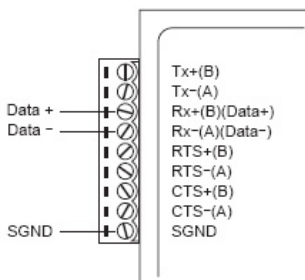 Tx+(B)
Tx-(A)
Data + Rx+(B)(Data+)
Data - Rx-(A)(Data-)
RTS+(B)
RTS-(A)
CTS+(B)
CTS-(A)
SGND SGND